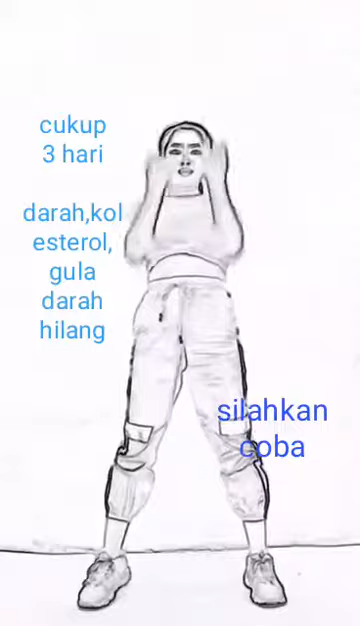 cukup
3 hari
darah,kol
esterol,
gula
darah
hilang
silahkan
coba